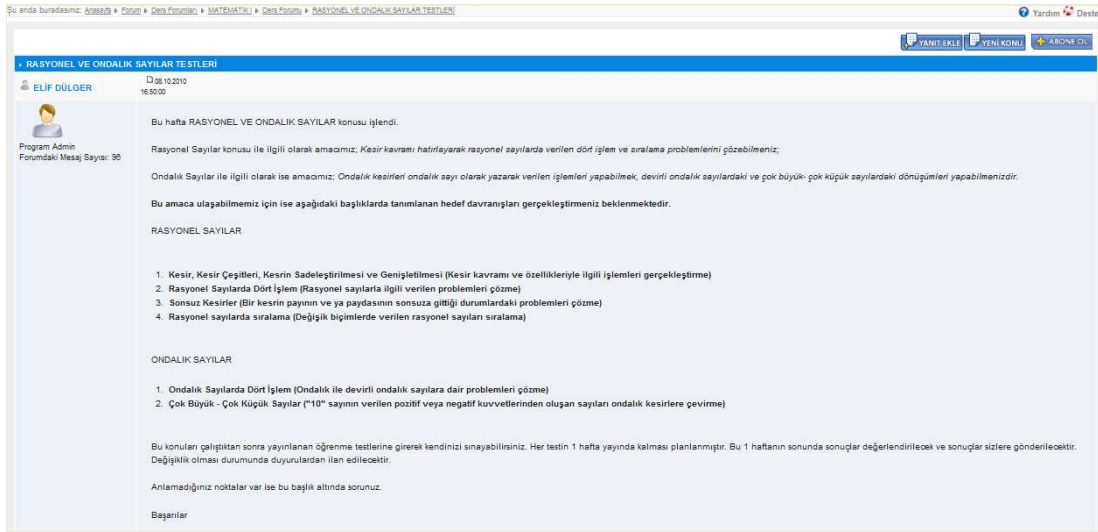 Şu anda buradasınız: Anasayfa ▸ Forum ▸ Ders Forumları ▸ MATEMATİK I ▸ Ders Forumu ▸ RASYONEL VE ONDALIK SAYILAR TESTLERİ
Yardım Deste
YANIT EKLE YENİ KONU ABONE OL
RASYONEL VE ONDALIK SAYILAR TESTLERİ
ELİF DÜLGER
08.10.2010
16:50:00
Program Admin
Forumdaki Mesaj Sayısı: 96
Bu hafta RASYONEL VE ONDALIK SAYILAR konusu işlendi.
Rasyonel Sayılar konusu ile ilgili olarak amacımız; Kesir kavramı hatırlayarak rasyonel sayılarda verilen dört işlem ve sıralama problemlerini çözebilmeniz;
Ondalık Sayılar ile ilgili olarak ise amacımız; Ondalık kesirleri ondalık sayı olarak yazarak verilen işlemleri yapabilmek, devirli ondalık sayılardaki ve çok büyük- çok küçük sayılardaki dönüşümleri yapabilmenizdir.
Bu amaca ulaşabilmemiz için ise aşağıdaki başlıklarda tanımlanan hedef davranışları gerçekleştirmeniz beklenmektedir.
RASYONEL SAYILAR
1. Kesir, Kesir Çeşitleri, Kesrin Sadeleştirilmesi ve Genişletilmesi (Kesir kavramı ve özellikleriyle ilgili işlemleri gerçekleştirme)
2. Rasyonel Sayılarda Dört İşlem (Rasyonel sayılarla ilgili verilen problemleri çözme)
3. Sonsuz Kesirler (Bir kesrin payının ve ya paydasının sonsuza gittiği durumlardaki problemleri çözme)
4. Rasyonel sayılarda sıralama (Değişik biçimlerde verilen rasyonel sayıları sıralama)
ONDALIK SAYILAR
1. Ondalık Sayılarda Dört İşlem (Ondalık ile devirli ondalık sayılara dair problemleri çözme)
2. Çok Büyük - Çok Küçük Sayılar ("10" sayının verilen pozitif veya negatif kuvvetlerinden oluşan sayıları ondalık kesirlere çevirme)
Bu konuları çalıştıktan sonra yayınlanan öğrenme testlerine girerek kendinizi sınayabilirsiniz. Her testin 1 hafta yayında kalması planlanmıştır. Bu 1 haftanın sonunda sonuçlar değerlendirilecek ve sonuçlar sizlere gönderilecektir.
Değişiklik olması durumunda duyurulardan ilan edilecektir.
Anlamadığınız noktalar var ise bu başlık altında sorunuz.
Başarılar